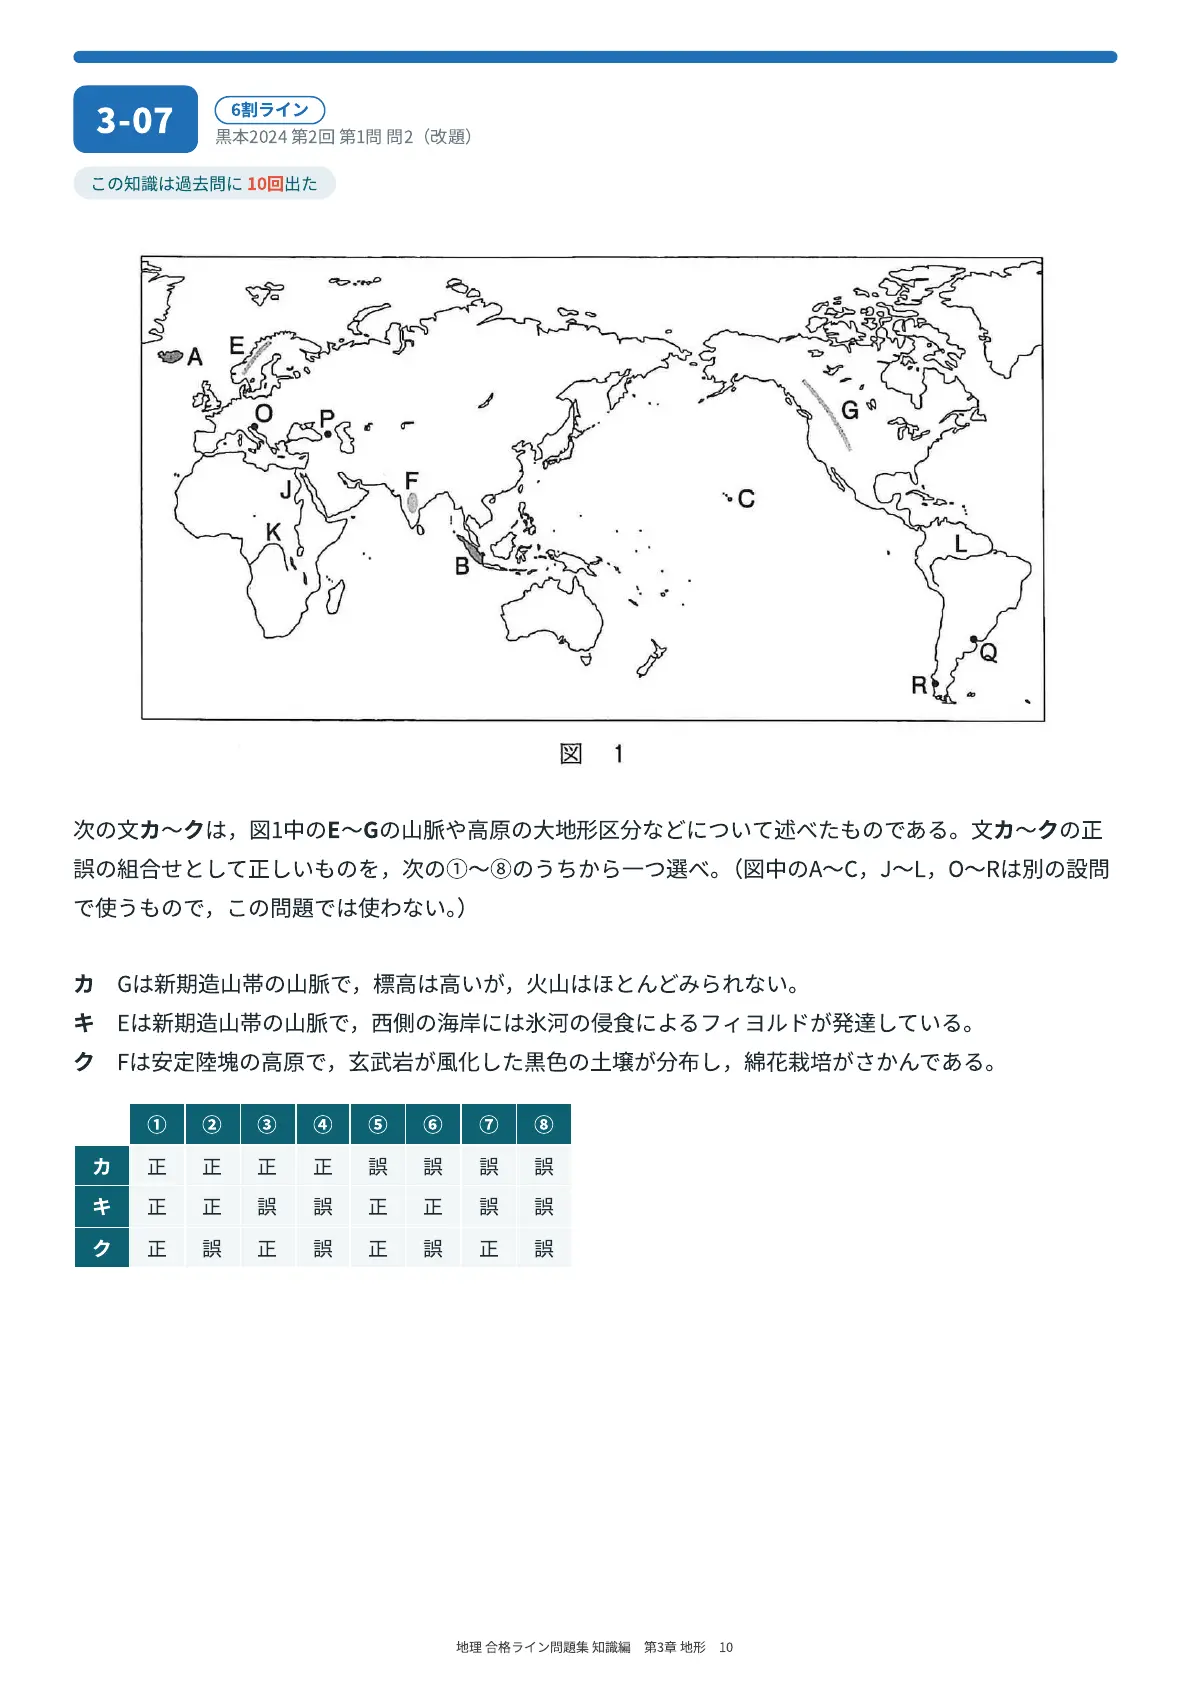 3-07
6割ライン
黒本2024 第2回 第1問 問2（改題）
この知識は過去問に 10回出た
A
E
O
P
J
K
F
B
C
G
L
Q
R
図 1
次の文カ～クは，図1中のE～Gの山脈や高原の大地形区分などについて述べたものである。文カ～クの正
誤の組合せとして正しいものを，次の①～⑧のうちから一つ選べ。（図中のA～C，J～L，O～Rは別の設問
で使うもので，この問題では使わない。）
カ Gは新期造山帯の山脈で，標高は高いが，火山はほとんどみられない。
キ Eは新期造山帯の山脈で，西側の海岸には氷河の侵食によるフィヨルドが発達している。
ク Fは安定陸塊の高原で，玄武岩が風化した黒色の土壌が分布し，綿花栽培がさかんである。
① ② ③ ④ ⑤ ⑥ ⑦ ⑧
カ 正 正 正 正 誤 誤 誤 誤
キ 正 正 誤 誤 正 正 誤 誤
ク 正 誤 正 誤 正 誤 正 誤
地理 合格ライン問題集 知識編 第3章 地形 10